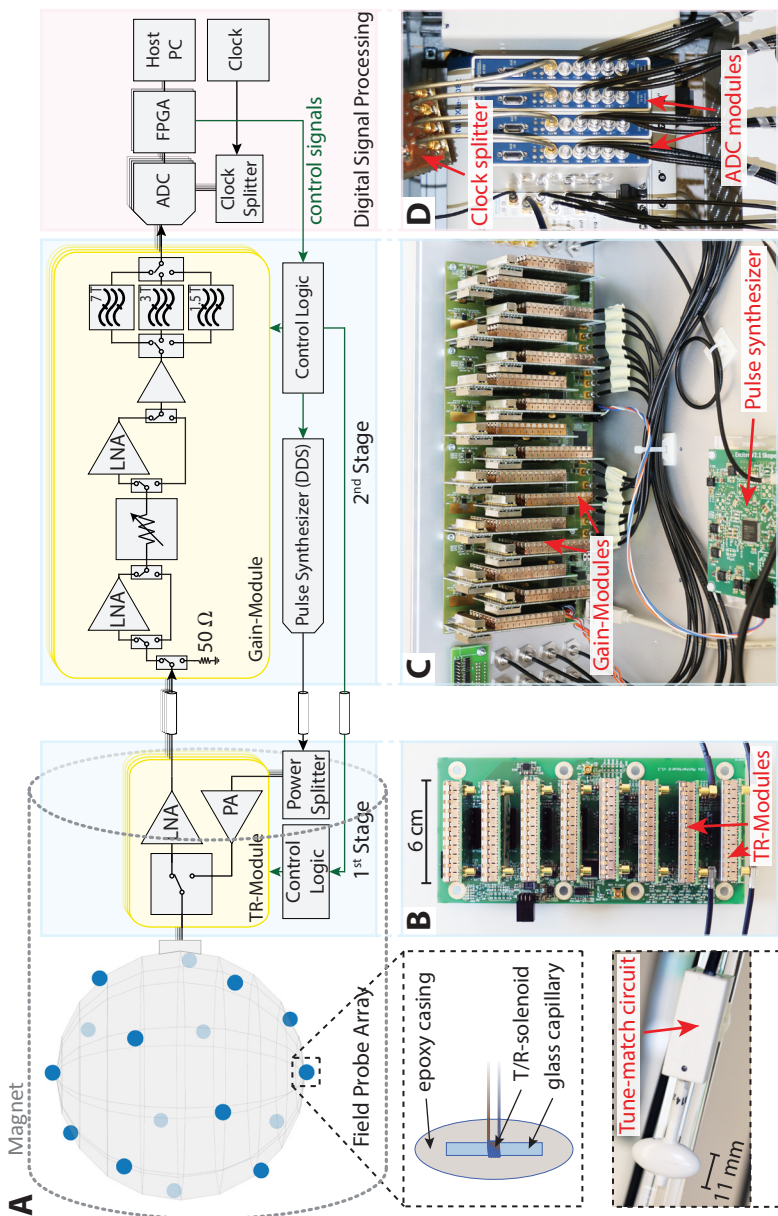 A
Magnet
Field Probe Array
epoxy casing
T/R-solenoid
glass capillary
Tune-match circuit
11 mm
LNA
PA
TR-Module
Control
Logic
Power
Splitter
1st Stage
50 Ω
LNA
LNA
7T
3T
1.5T
Gain-Module
Pulse Synthesizer (DDS)
Control Logic
2nd Stage
ADC
FPGA
Host
PC
Clock
Splitter
Clock
control signals
Digital Signal Processing
B
6 cm
TR-Modules
C
Gain-Modules
Pulse synthesizer
D
Clock splitter
ADC modules